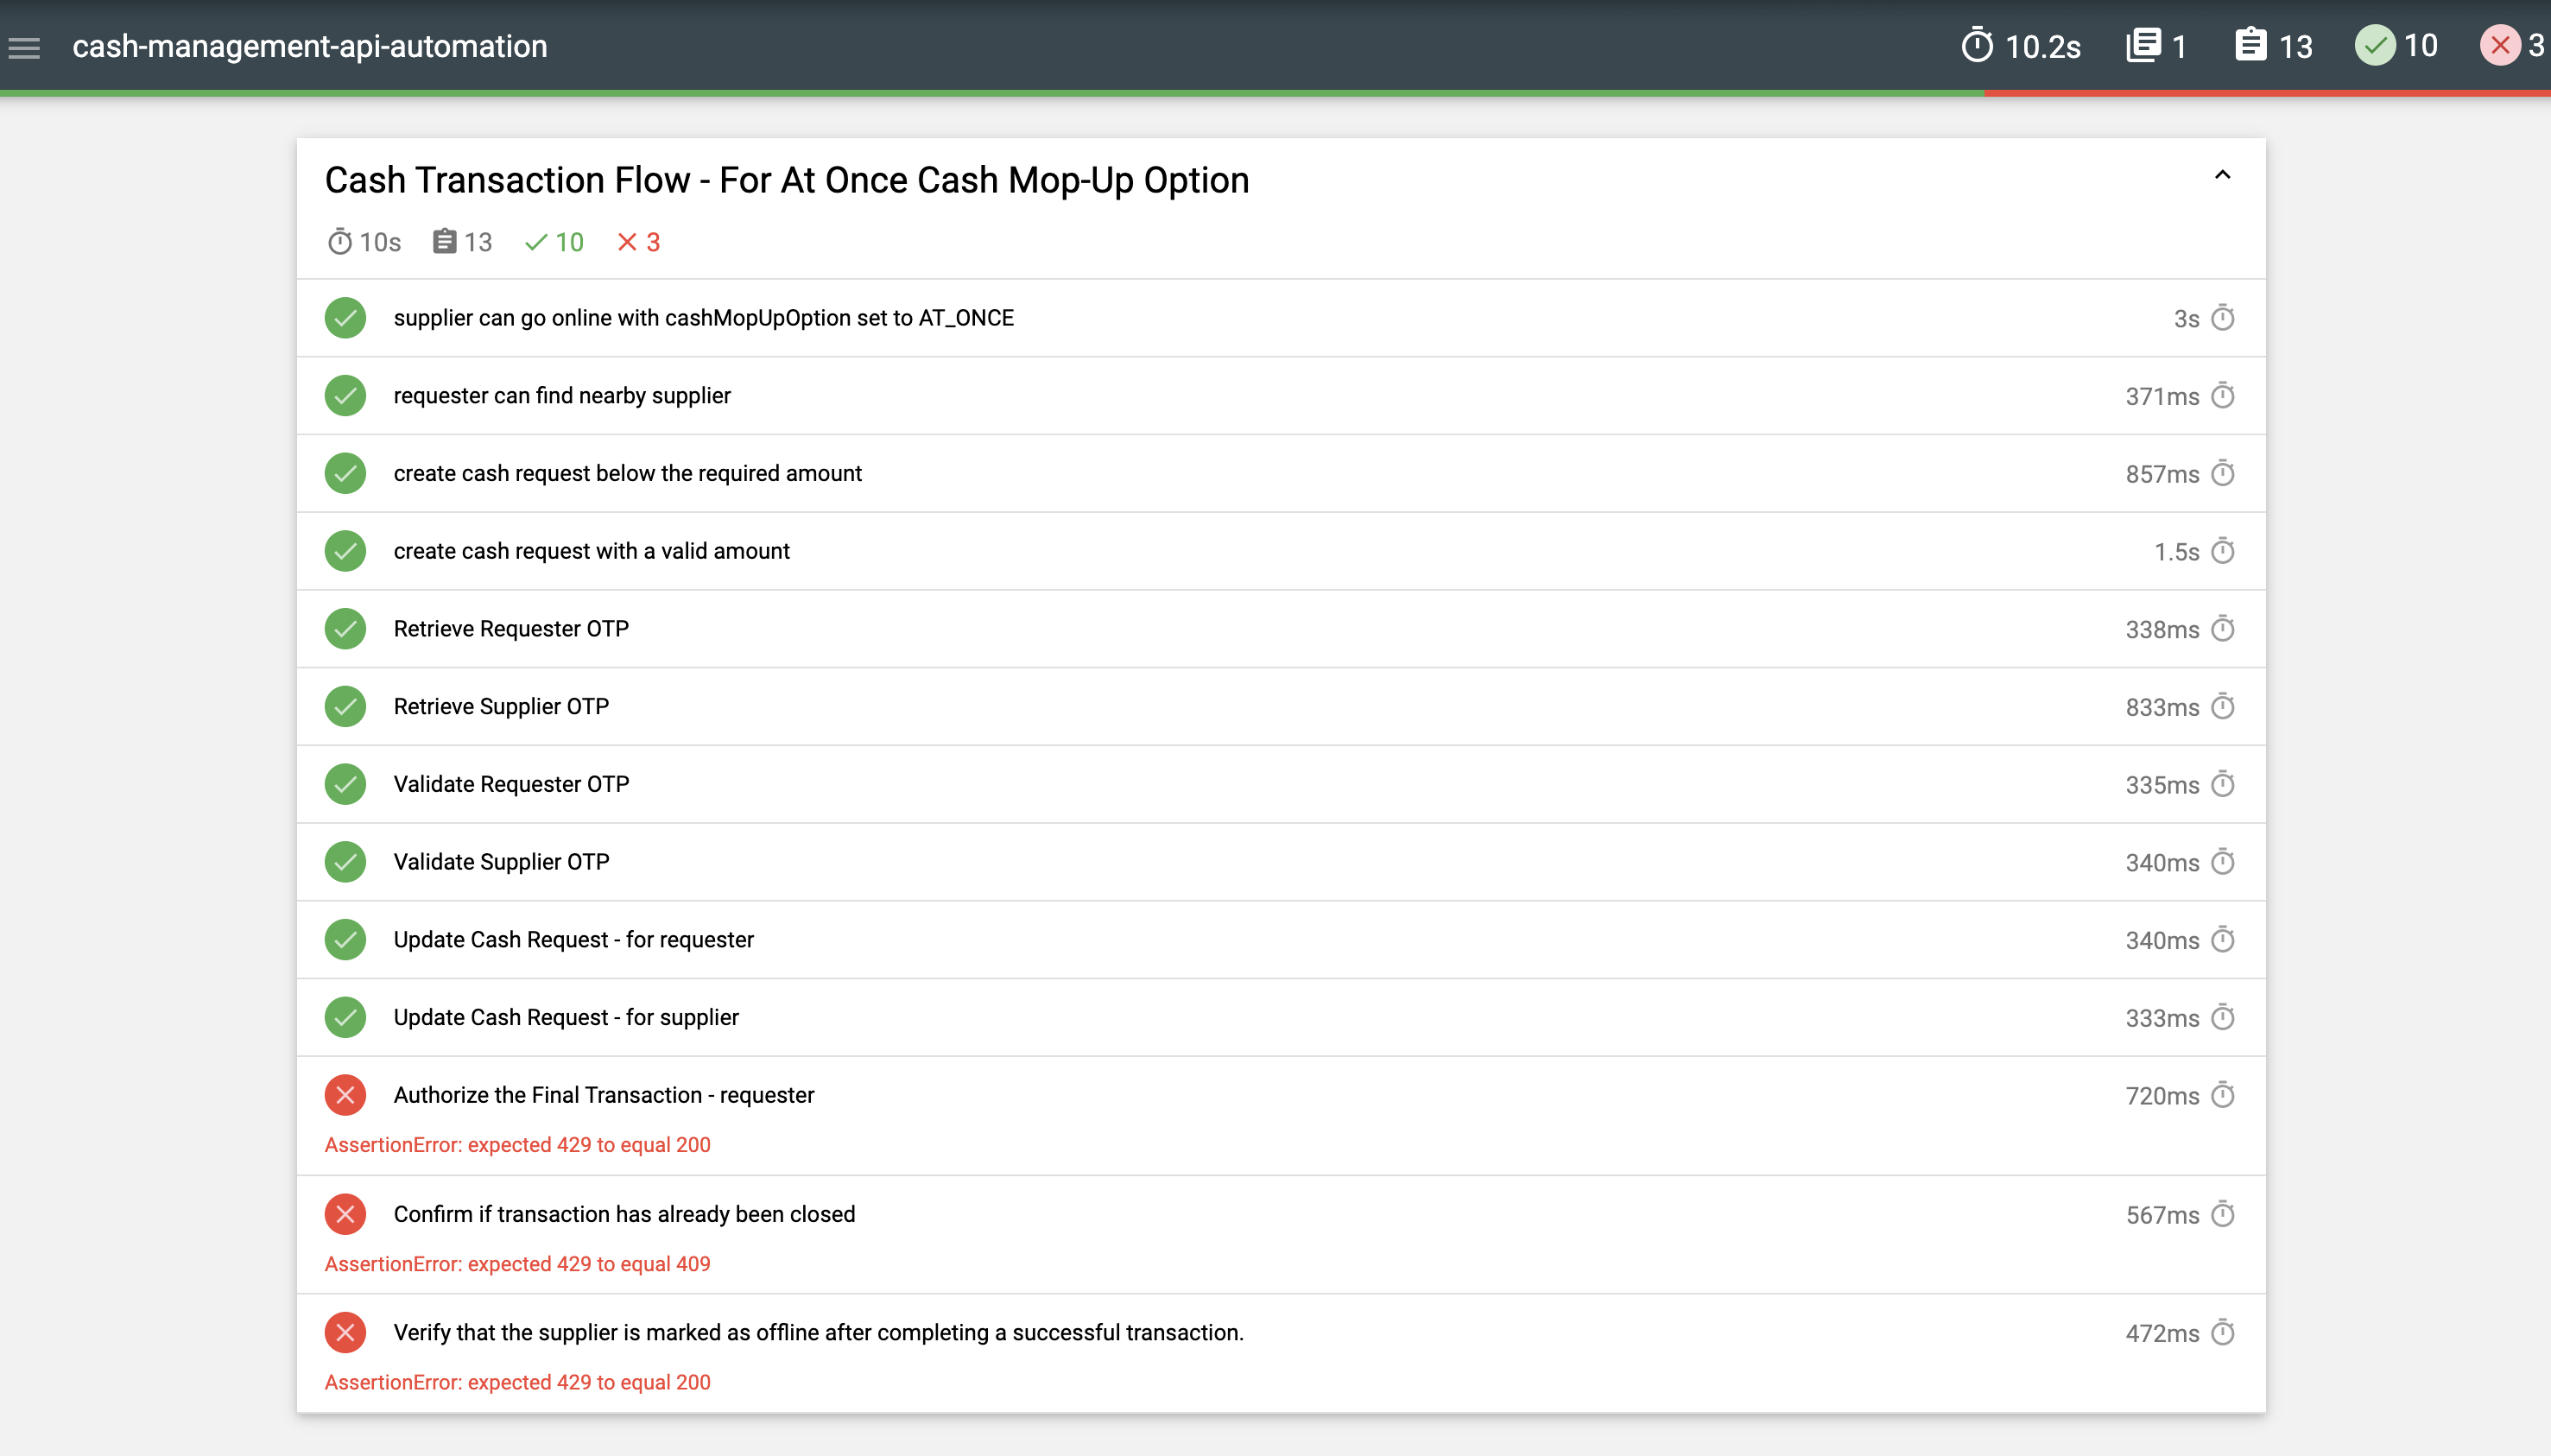 cash-management-api-automation
10.2s 1 13 10 3
Cash Transaction Flow - For At Once Cash Mop-Up Option
10s 13 10 3
supplier can go online with cashMopUpOption set to AT_ONCE 3s
requester can find nearby supplier 371ms
create cash request below the required amount 857ms
create cash request with a valid amount 1.5s
Retrieve Requester OTP 338ms
Retrieve Supplier OTP 833ms
Validate Requester OTP 335ms
Validate Supplier OTP 340ms
Update Cash Request - for requester 340ms
Update Cash Request - for supplier 333ms
Authorize the Final Transaction - requester 720ms
AssertionError: expected 429 to equal 200
Confirm if transaction has already been closed 567ms
AssertionError: expected 429 to equal 409
Verify that the supplier is marked as offline after completing a successful transaction. 472ms
AssertionError: expected 429 to equal 200